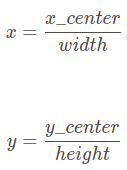 x = x_center / width
y = y_center / height